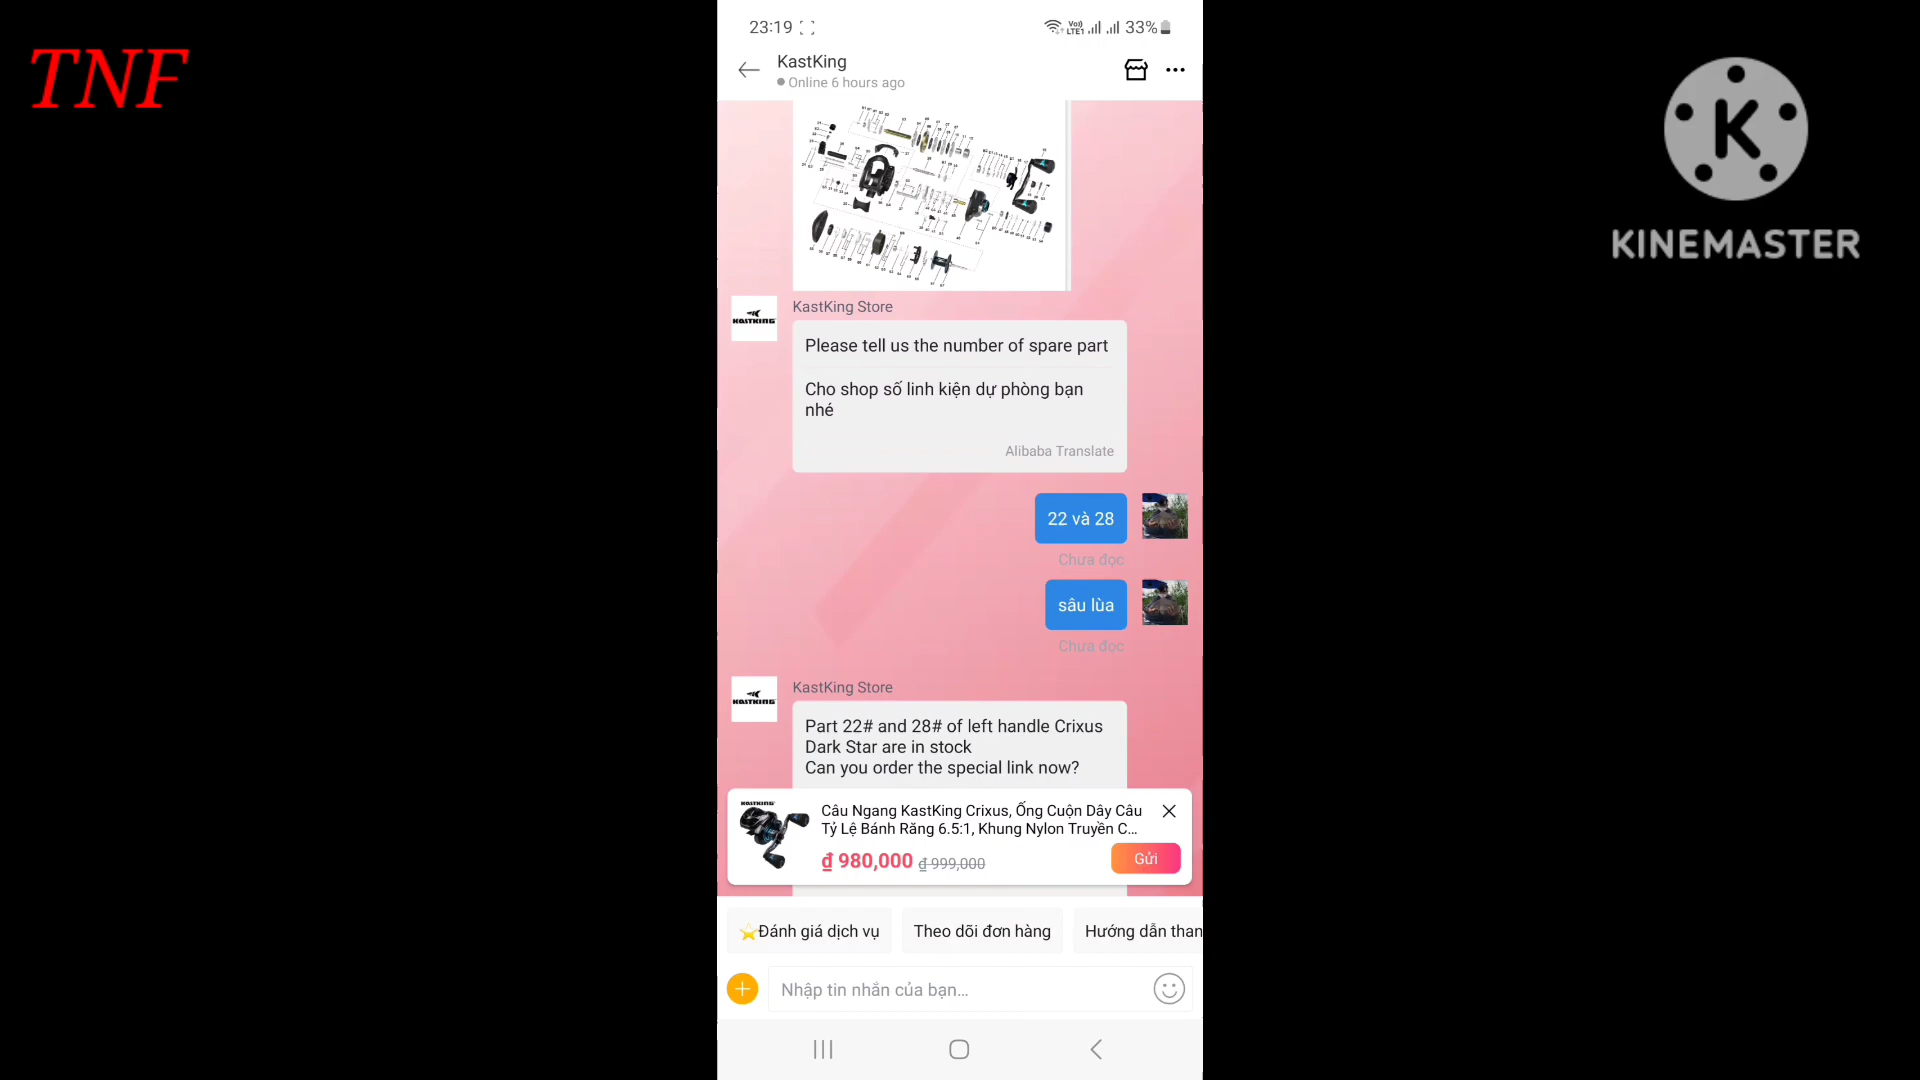 TNF
KINEMASTER
23:19
33%
KastKing
Online 6 hours ago
KastKing Store
Please tell us the number of spare part
Cho shop số linh kiện dự phòng bạn
nhé
Alibaba Translate
22 và 28
Chưa đọc
sâu lùa
Chưa đọc
KastKing Store
Part 22# and 28# of left handle Crixus
Dark Star are in stock
Can you order the special link now?
Câu Ngang KastKing Crixus, Ống Cuộn Dây Câu
Tỷ Lệ Bánh Răng 6.5:1, Khung Nylon Truyền C...
₫ 980,000 ₫ 999,000
Gửi
Đánh giá dịch vụ
Theo dõi đơn hàng
Hướng dẫn than
Nhập tin nhắn của bạn...